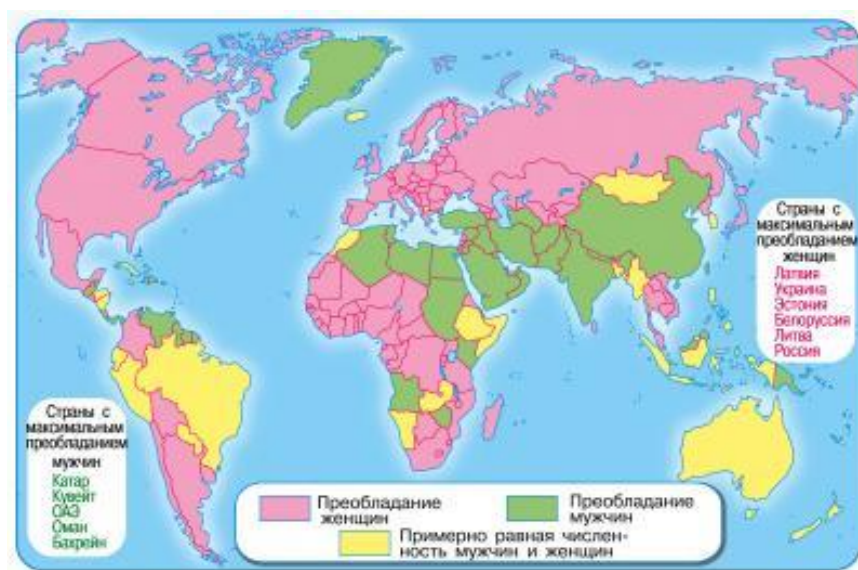 Страны с
максимальным
преобладанием
женщин
Латвия
Украина
Эстония
Белоруссия
Литва
Россия
Страны с
максимальным
преобладанием
мужчин
Катар
Кувейт
ОАЭ
Оман
Бахрейн
Преобладание
женщин
Преобладание
мужчин
Примерно равная числен-
ность мужчин и женщин